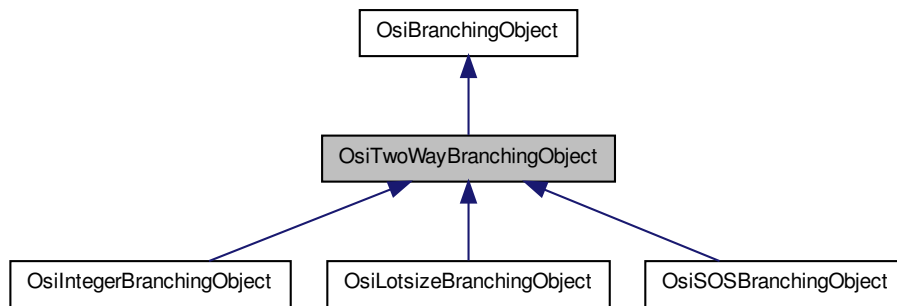 OsiBranchingObject
OsiTwoWayBranchingObject
OsiIntegerBranchingObject
OsiLotsizeBranchingObject
OsiSOSBranchingObject